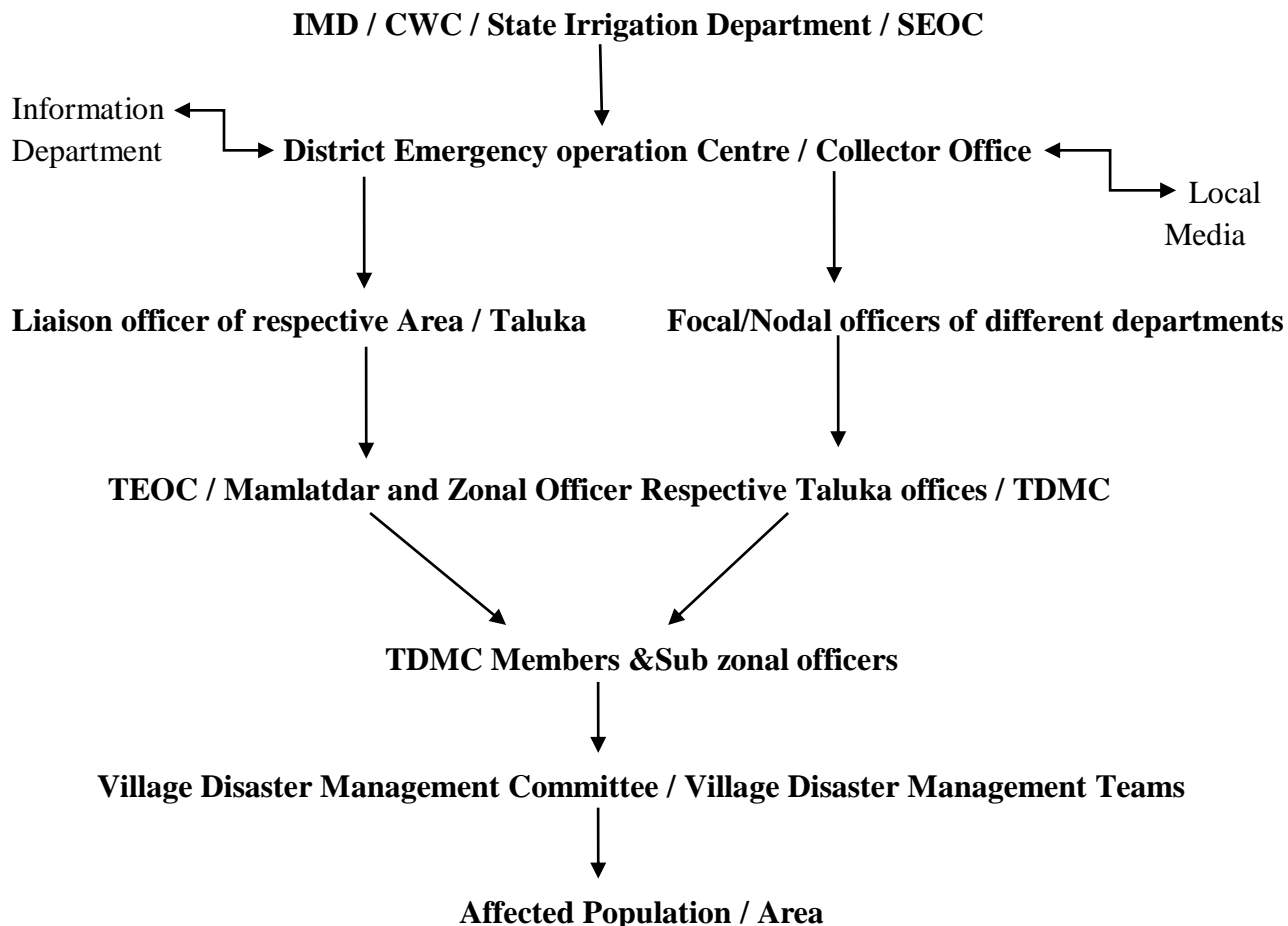 IMD / CWC / State Irrigation Department / SEOC
Information
Department
District Emergency operation Centre / Collector Office
Local
Media
Liaison officer of respective Area / Taluka
Focal/Nodal officers of different departments
TEOC / Mamlatdar and Zonal Officer Respective Taluka offices / TDMC
TDMC Members &Sub zonal officers
Village Disaster Management Committee / Village Disaster Management Teams
Affected Population / Area